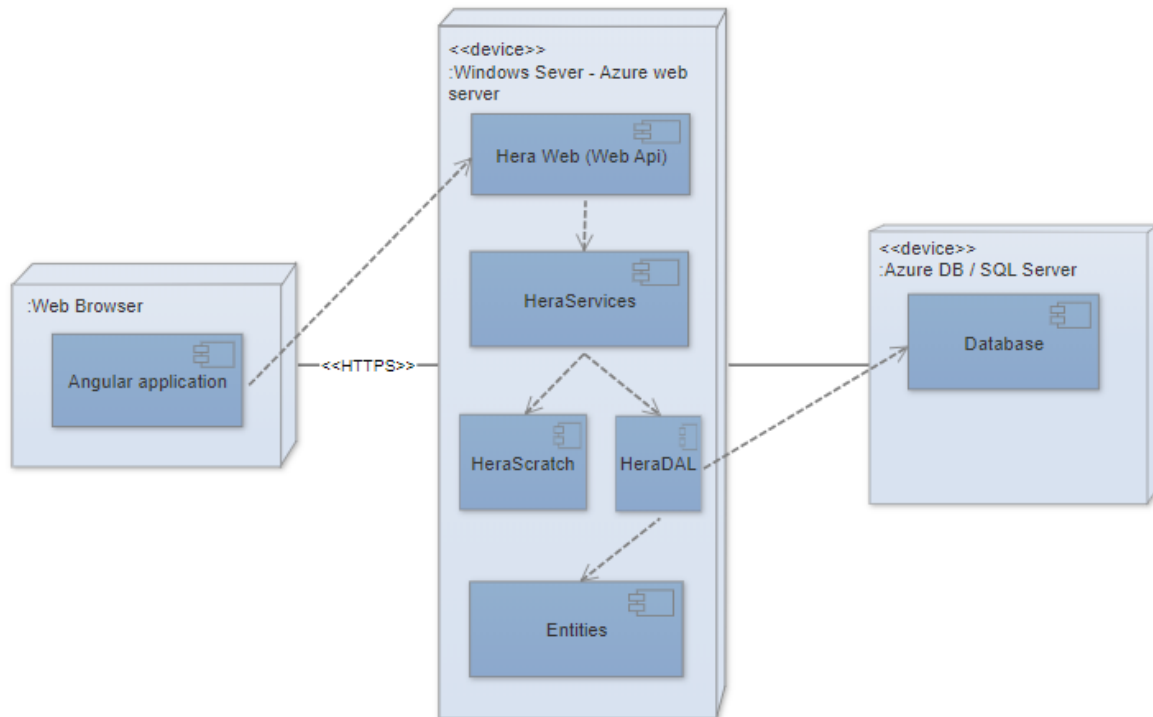 <<device>>
:Windows Sever - Azure web
server
Hera Web (Web Api)
HeraServices
HeraScratch
HeraDAL
Entities
:Web Browser
Angular application
<<HTTPS>>
<<device>>
:Azure DB / SQL Server
Database